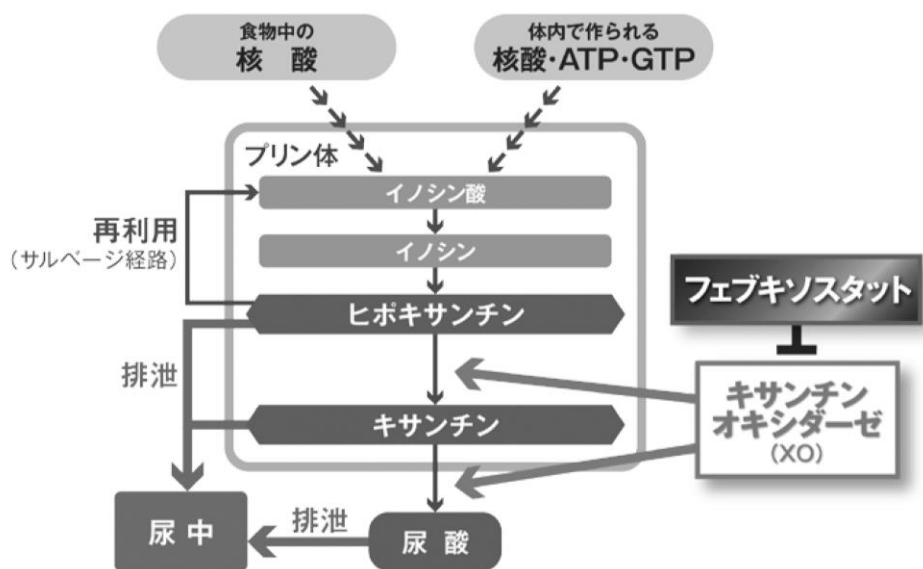 食物中の
核 酸
体内で作られる
核酸・ATP・GTP
プリン体
イノシン酸
再利用
(サルベージ経路)
イノシン
フェブキソスタット
ヒポキサンチン
排泄
キサンチン
オキシダーゼ
(XO)
キサンチン
尿中
排泄
尿 酸